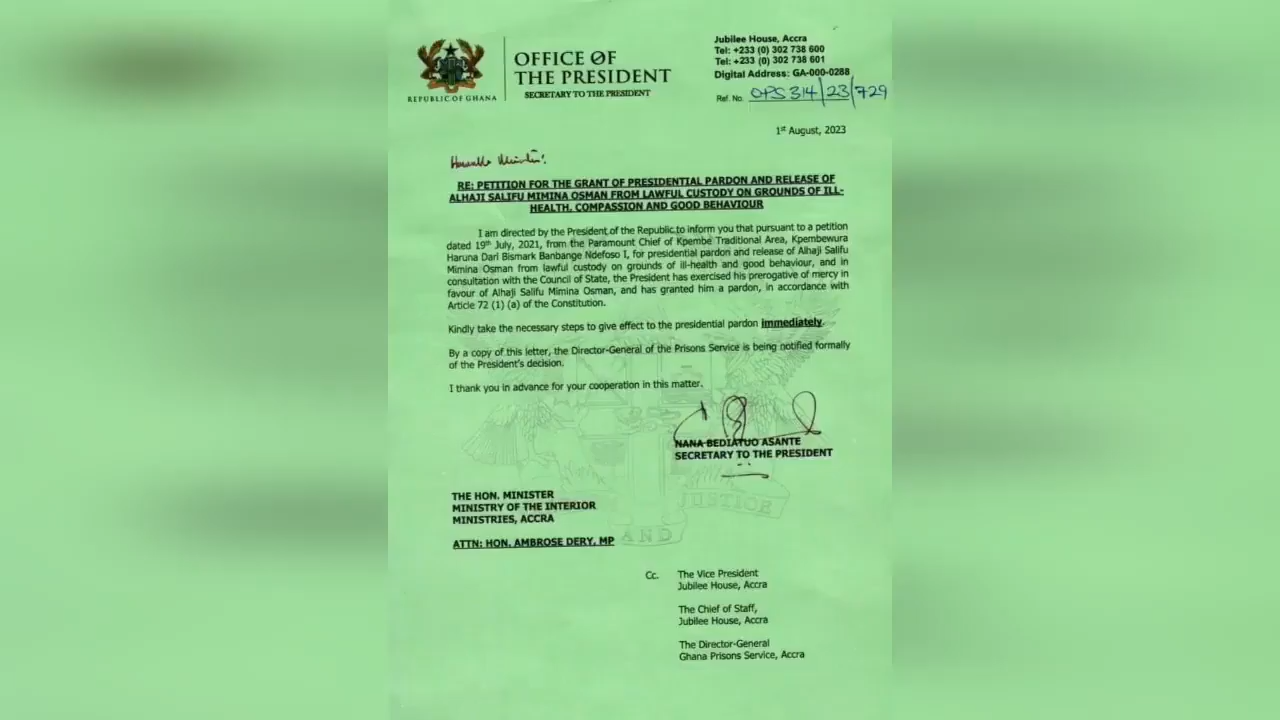 OFFICE OF
THE PRESIDENT
SECRETARY TO THE PRESIDENT
REPUBLIC OF GHANA
Jubilee House, Accra
Tel: +233 (0) 302 738 600
Tel: +233 (0) 302 738 601
Digital Address: GA-000-0288
Ref. No. OPS 314/23/729
1st August, 2023
Honourable Minister,
RE: PETITION FOR THE GRANT OF PRESIDENTIAL PARDON AND RELEASE OF
ALHAJI SALIFU MIMINA OSMAN FROM LAWFUL CUSTODY ON GROUNDS OF ILL-
HEALTH, COMPASSION AND GOOD BEHAVIOUR
I am directed by the President of the Republic to inform you that pursuant to a petition
dated 19th July, 2021, from the Paramount Chief of Kpembe Traditional Area, Kpembewura
Haruna Dari Bismark Banbange Ndefoso I, for presidential pardon and release of Alhaji Salifu
Mimina Osman from lawful custody on grounds of ill-health and good behaviour, and in
consultation with the Council of State, the President has exercised his prerogative of mercy in
favour of Alhaji Salifu Mimina Osman, and has granted him a pardon, in accordance with
Article 72 (1) (a) of the Constitution.
Kindly take the necessary steps to give effect to the presidential pardon immediately.
By a copy of this letter, the Director-General of the Prisons Service is being notified formally
of the President's decision.
I thank you in advance for your cooperation in this matter.
NANA BEDIATUO ASANTE
SECRETARY TO THE PRESIDENT
THE HON. MINISTER
MINISTRY OF THE INTERIOR
MINISTRIES, ACCRA
ATTN: HON. AMBROSE DERY, MP
AND
JUSTICE
Cc. The Vice President
Jubilee House, Accra
The Chief of Staff,
Jubilee House, Accra
The Director-General
Ghana Prisons Service, Accra